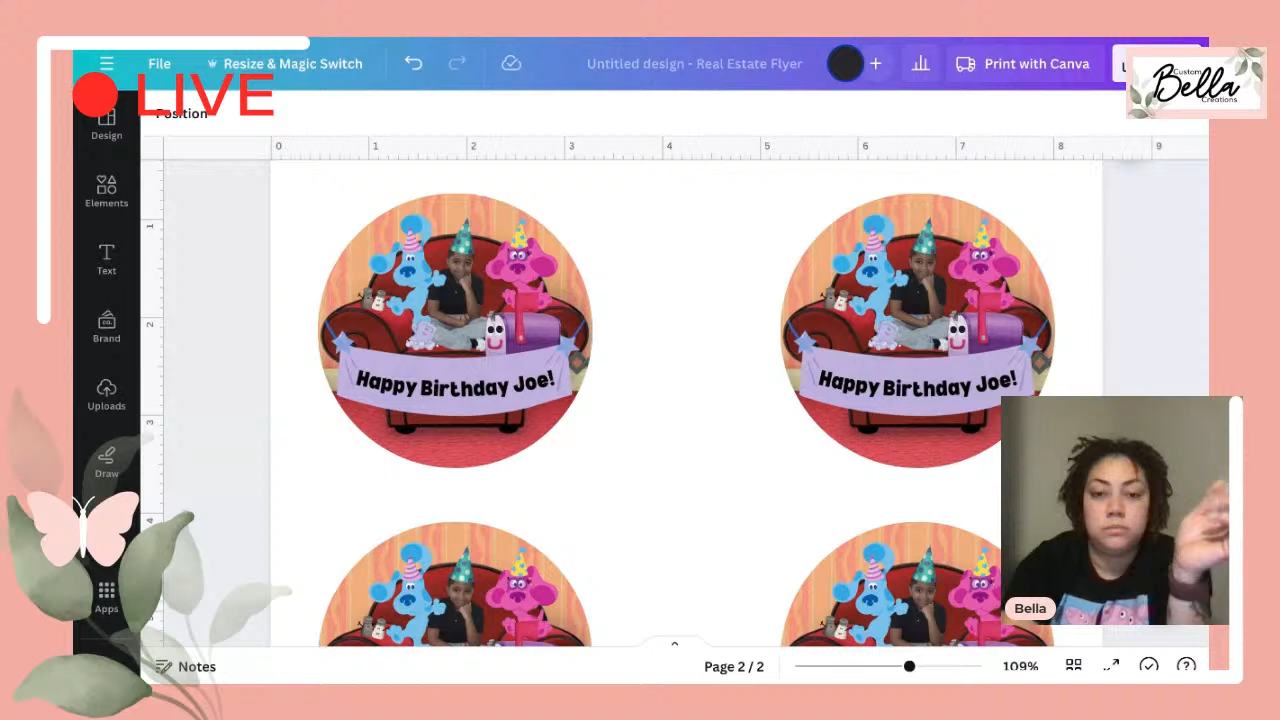 File
Resize & Magic Switch
Untitled design - Real Estate Flyer
Print with Canva
LIVE
Custom
Bella
Creations
Position
Design
Elements
Text
Brand
Uploads
Draw
Apps
0 1 2 3 4 5 6 7 8 9
1
2
3
4
Happy Birthday Joe!
Happy Birthday Joe!
Bella
Notes
Page 2 / 2
109%